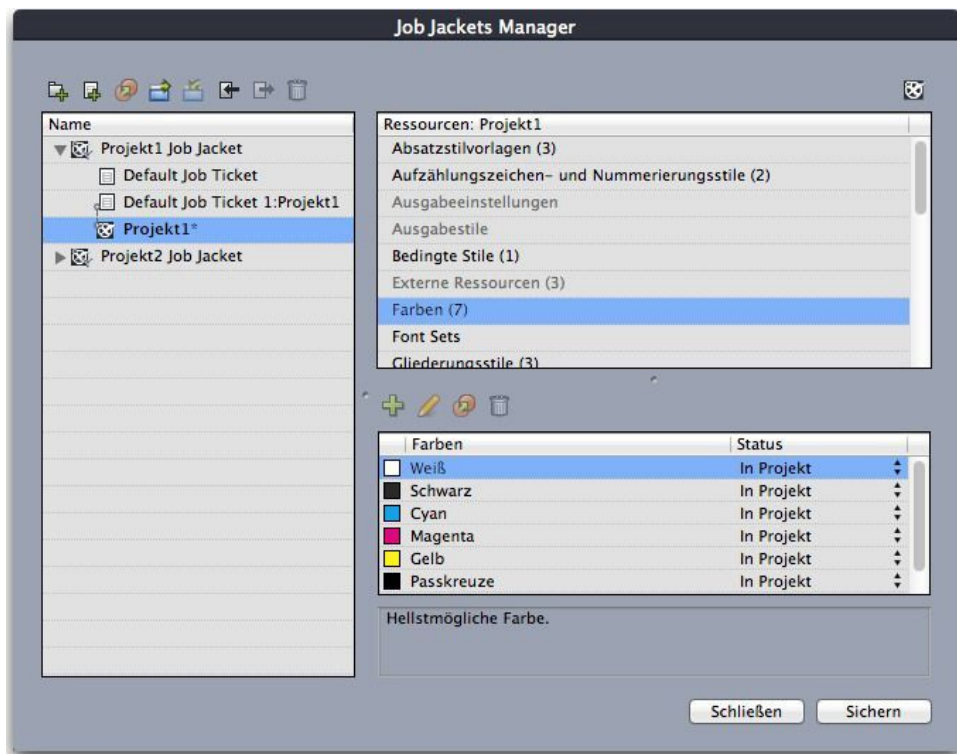 Job Jackets Manager
Name
Projekt1 Job Jacket
Default Job Ticket
Default Job Ticket 1:Projekt1
Projekt1*
Projekt2 Job Jacket
Ressourcen: Projekt1
Absatzstilvorlagen (3)
Aufzählungszeichen- und Nummerierungsstile (2)
Ausgabeeinstellungen
Ausgabestile
Bedingte Stile (1)
Externe Ressourcen (3)
Farben (7)
Font Sets
Gliederungsstile (3)
Farben Status
Weiß In Projekt
Schwarz In Projekt
Cyan In Projekt
Magenta In Projekt
Gelb In Projekt
Passkreuze In Projekt
Hellstmögliche Farbe.
Schließen Sichern